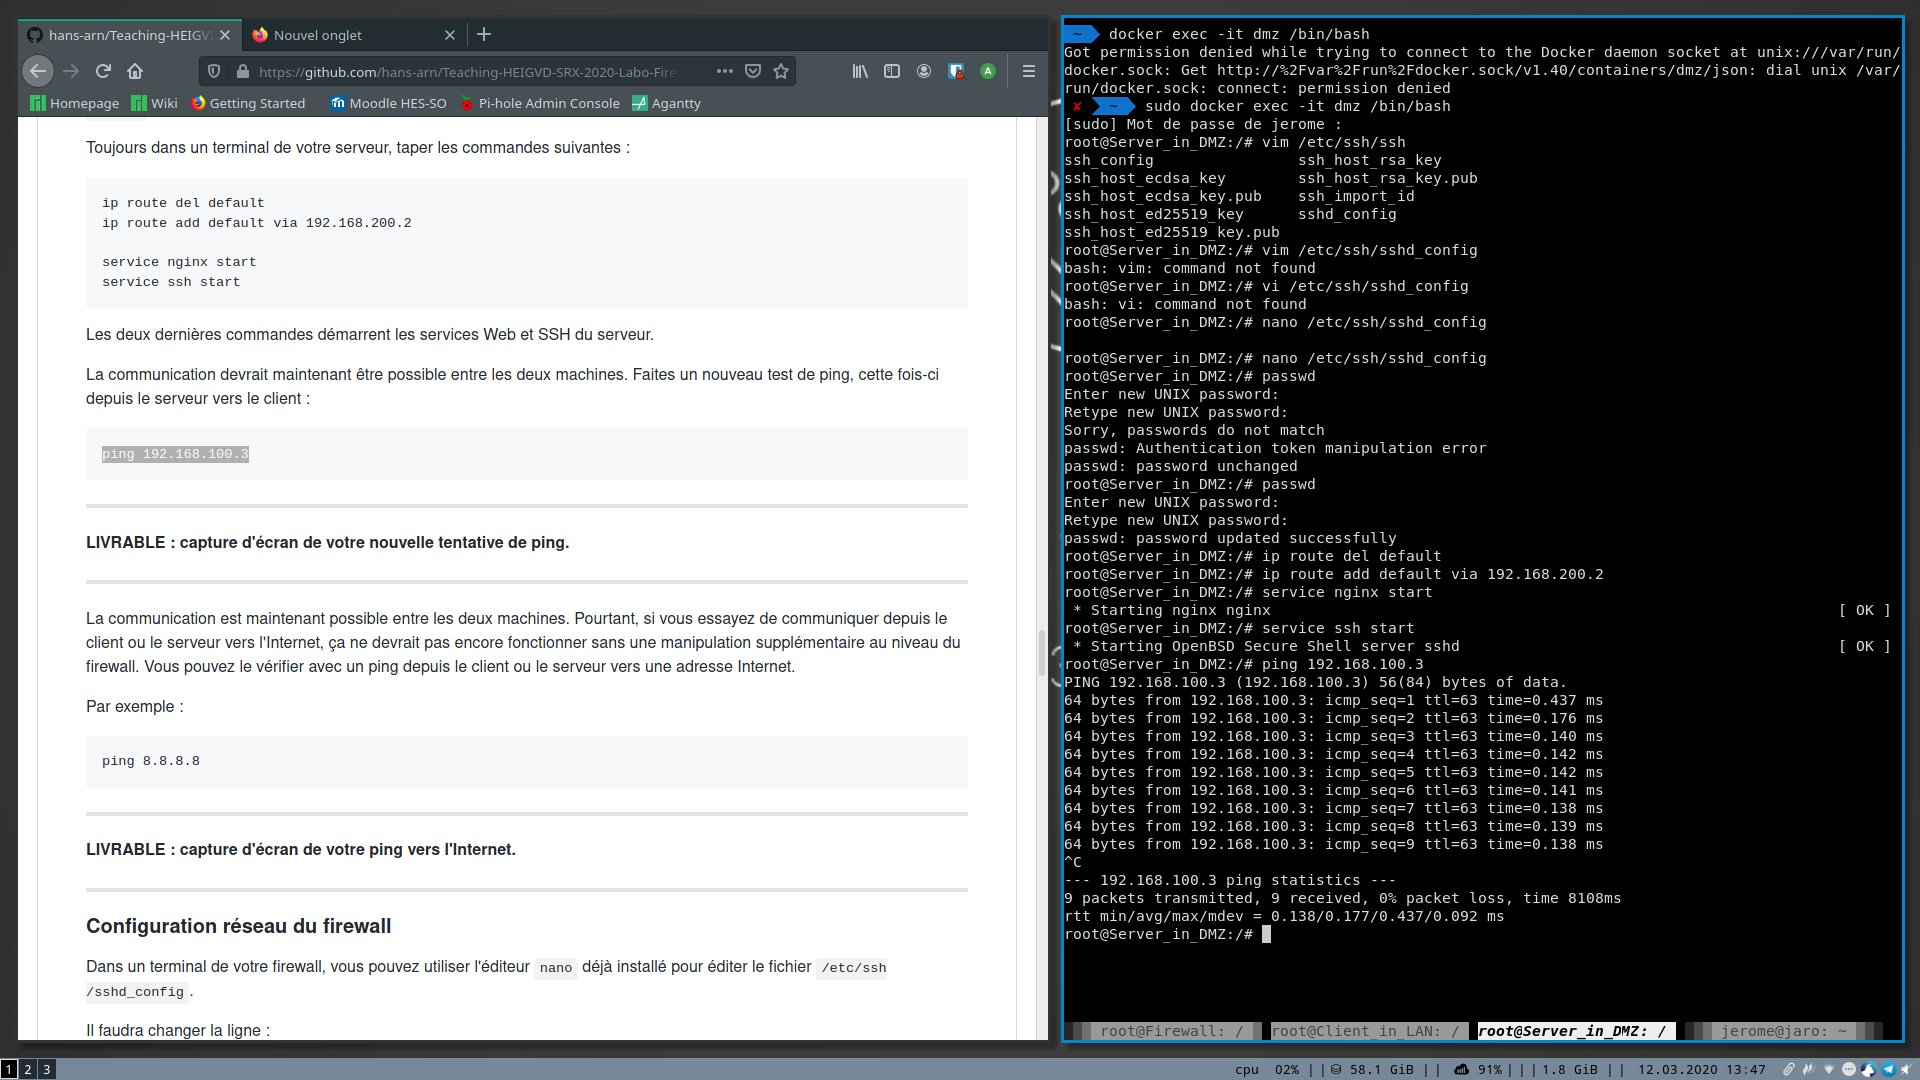 hans-arn/Teaching-HEIGV
Nouvel onglet
https://github.com/hans-arn/Teaching-HEIGVD-SRX-2020-Labo-Fire
Homepage
Wiki
Getting Started
Moodle HES-SO
Pi-hole Admin Console
Agantty
Toujours dans un terminal de votre serveur, taper les commandes suivantes :
ip route del default
ip route add default via 192.168.200.2
service nginx start
service ssh start
Les deux dernières commandes démarrent les services Web et SSH du serveur.
La communication devrait maintenant être possible entre les deux machines. Faites un nouveau test de ping, cette fois-ci
depuis le serveur vers le client :
ping 192.168.100.3
LIVRABLE : capture d'écran de votre nouvelle tentative de ping.
La communication est maintenant possible entre les deux machines. Pourtant, si vous essayez de communiquer depuis le
client ou le serveur vers l'Internet, ça ne devrait pas encore fonctionner sans une manipulation supplémentaire au niveau du
firewall. Vous pouvez le vérifier avec un ping depuis le client ou le serveur vers une adresse Internet.
Par exemple :
ping 8.8.8.8
LIVRABLE : capture d'écran de votre ping vers l'Internet.
Configuration réseau du firewall
Dans un terminal de votre firewall, vous pouvez utiliser l'éditeur nano déjà installé pour éditer le fichier /etc/ssh
/sshd_config .
Il faudra changer la ligne :
~ docker exec -it dmz /bin/bash
Got permission denied while trying to connect to the Docker daemon socket at unix:///var/run/
docker.sock: Get http://%2Fvar%2Frun%2Fdocker.sock/v1.40/containers/dmz/json: dial unix /var/
run/docker.sock: connect: permission denied
✘ ~ sudo docker exec -it dmz /bin/bash
[sudo] Mot de passe de jerome :
root@Server_in_DMZ:/# vim /etc/ssh/ssh
ssh_config ssh_host_rsa_key
ssh_host_ecdsa_key ssh_host_rsa_key.pub
ssh_host_ecdsa_key.pub ssh_import_id
ssh_host_ed25519_key sshd_config
ssh_host_ed25519_key.pub
root@Server_in_DMZ:/# vim /etc/ssh/sshd_config
bash: vim: command not found
root@Server_in_DMZ:/# vi /etc/ssh/sshd_config
bash: vi: command not found
root@Server_in_DMZ:/# nano /etc/ssh/sshd_config
root@Server_in_DMZ:/# nano /etc/ssh/sshd_config
root@Server_in_DMZ:/# passwd
Enter new UNIX password:
Retype new UNIX password:
Sorry, passwords do not match
passwd: Authentication token manipulation error
passwd: password unchanged
root@Server_in_DMZ:/# passwd
Enter new UNIX password:
Retype new UNIX password:
passwd: password updated successfully
root@Server_in_DMZ:/# ip route del default
root@Server_in_DMZ:/# ip route add default via 192.168.200.2
root@Server_in_DMZ:/# service nginx start
* Starting nginx nginx [ OK ]
root@Server_in_DMZ:/# service ssh start
* Starting OpenBSD Secure Shell server sshd [ OK ]
root@Server_in_DMZ:/# ping 192.168.100.3
PING 192.168.100.3 (192.168.100.3) 56(84) bytes of data.
64 bytes from 192.168.100.3: icmp_seq=1 ttl=63 time=0.437 ms
64 bytes from 192.168.100.3: icmp_seq=2 ttl=63 time=0.176 ms
64 bytes from 192.168.100.3: icmp_seq=3 ttl=63 time=0.140 ms
64 bytes from 192.168.100.3: icmp_seq=4 ttl=63 time=0.142 ms
64 bytes from 192.168.100.3: icmp_seq=5 ttl=63 time=0.142 ms
64 bytes from 192.168.100.3: icmp_seq=6 ttl=63 time=0.141 ms
64 bytes from 192.168.100.3: icmp_seq=7 ttl=63 time=0.138 ms
64 bytes from 192.168.100.3: icmp_seq=8 ttl=63 time=0.139 ms
64 bytes from 192.168.100.3: icmp_seq=9 ttl=63 time=0.138 ms
^C
--- 192.168.100.3 ping statistics ---
9 packets transmitted, 9 received, 0% packet loss, time 8108ms
rtt min/avg/max/mdev = 0.138/0.177/0.437/0.092 ms
root@Server_in_DMZ:/#
root@Firewall: / root@Client_in_LAN: / root@Server_in_DMZ: / jerome@jaro: ~
1 2 3
cpu 02% || 58.1 GiB || 91%||||1.8 GiB || 12.03.2020 13:47